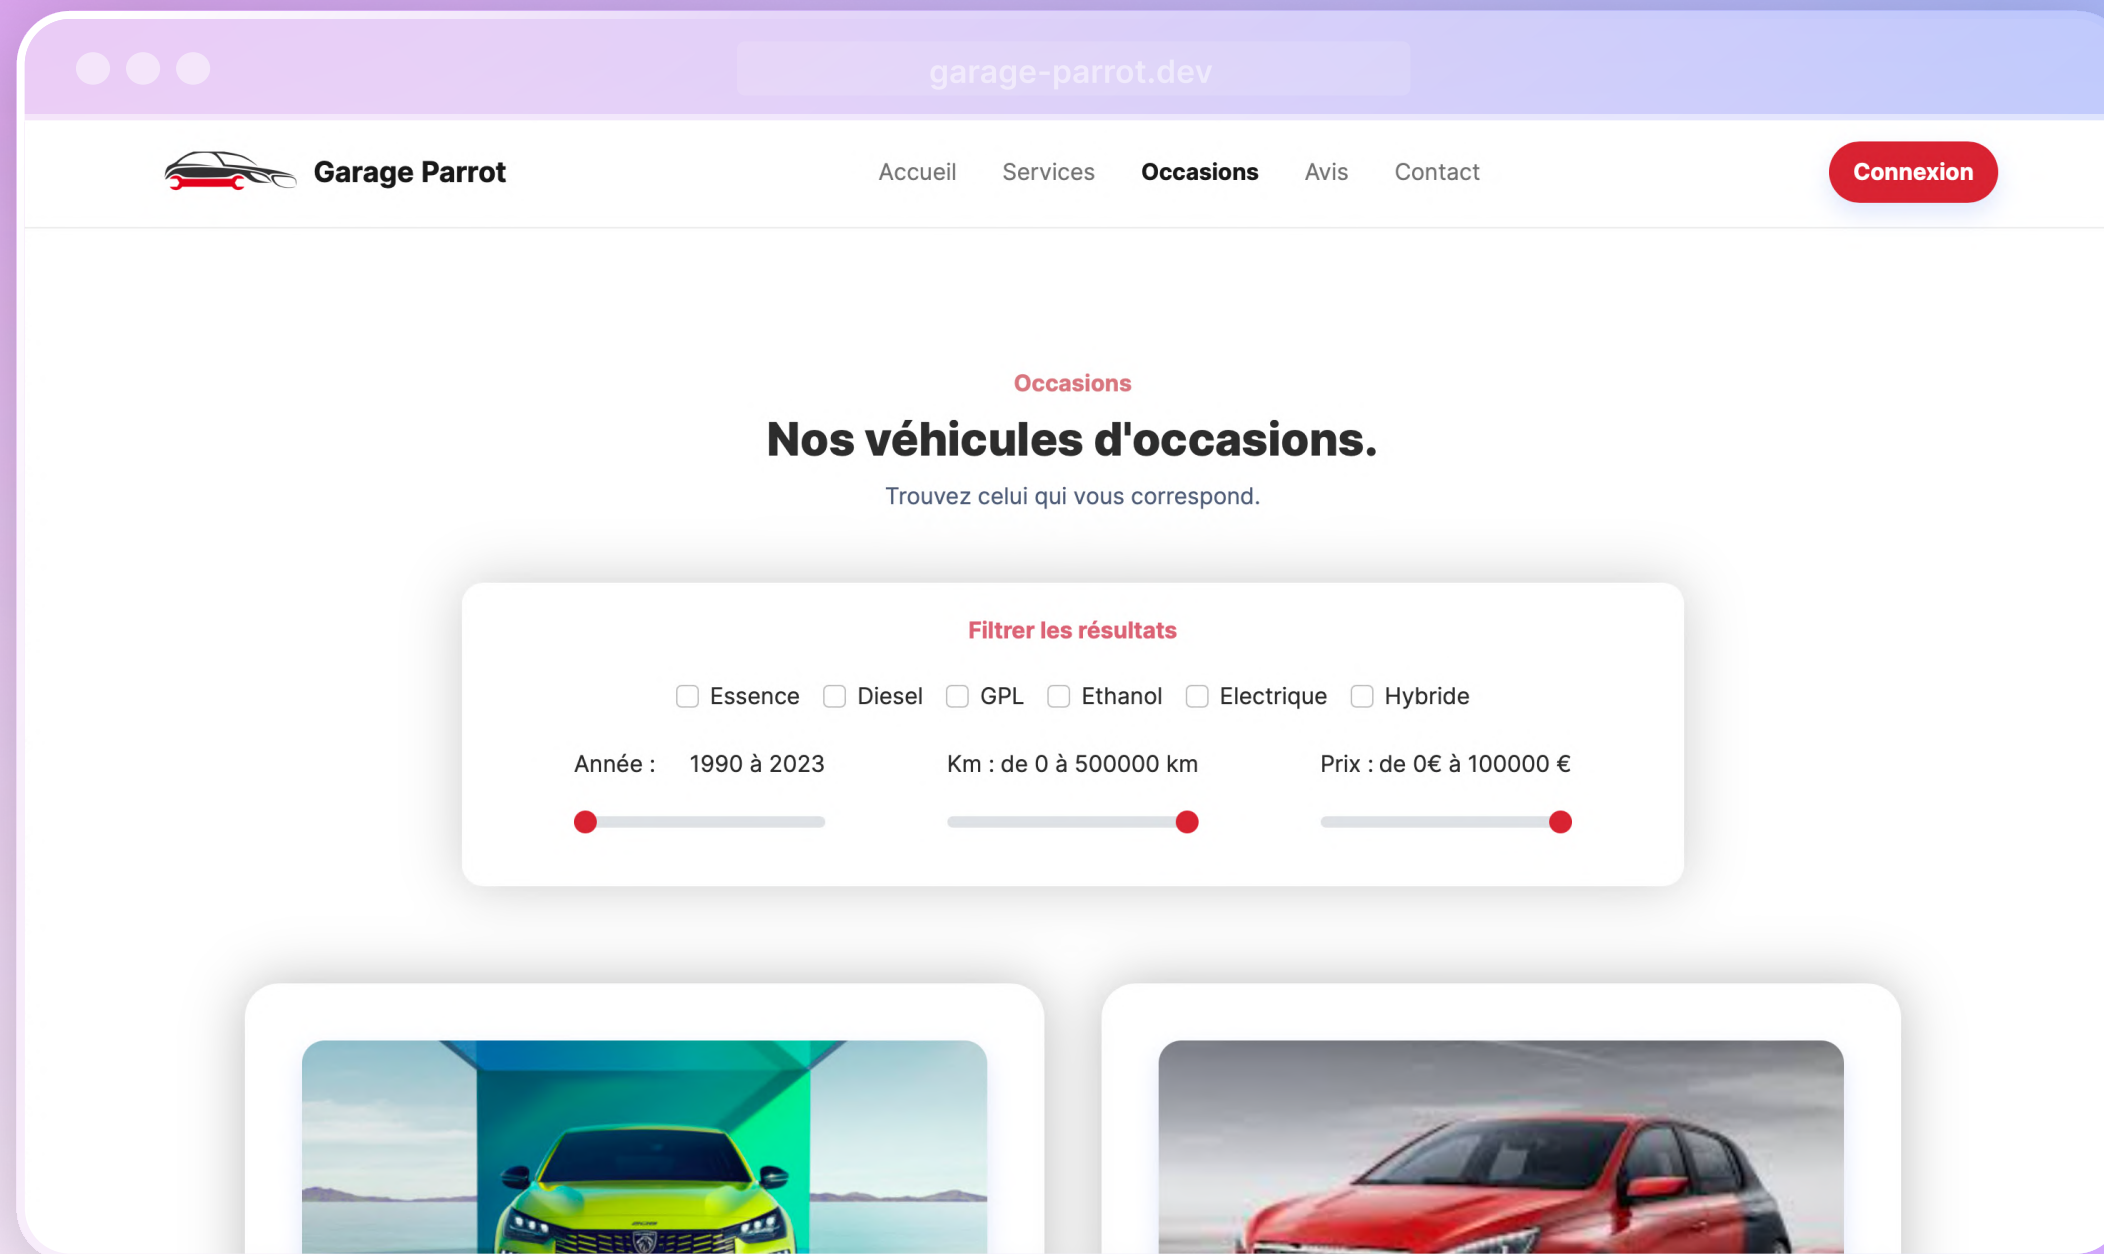 garage-parrot.dev
Garage Parrot
Accueil Services Occasions Avis Contact
Connexion
Occasions
Nos véhicules d'occasions.
Trouvez celui qui vous correspond.
Filtrer les résultats
Essence Diesel GPL Ethanol Electrique Hybride
Année : 1990 à 2023
Km : de 0 à 500000 km
Prix : de 0€ à 100000 €